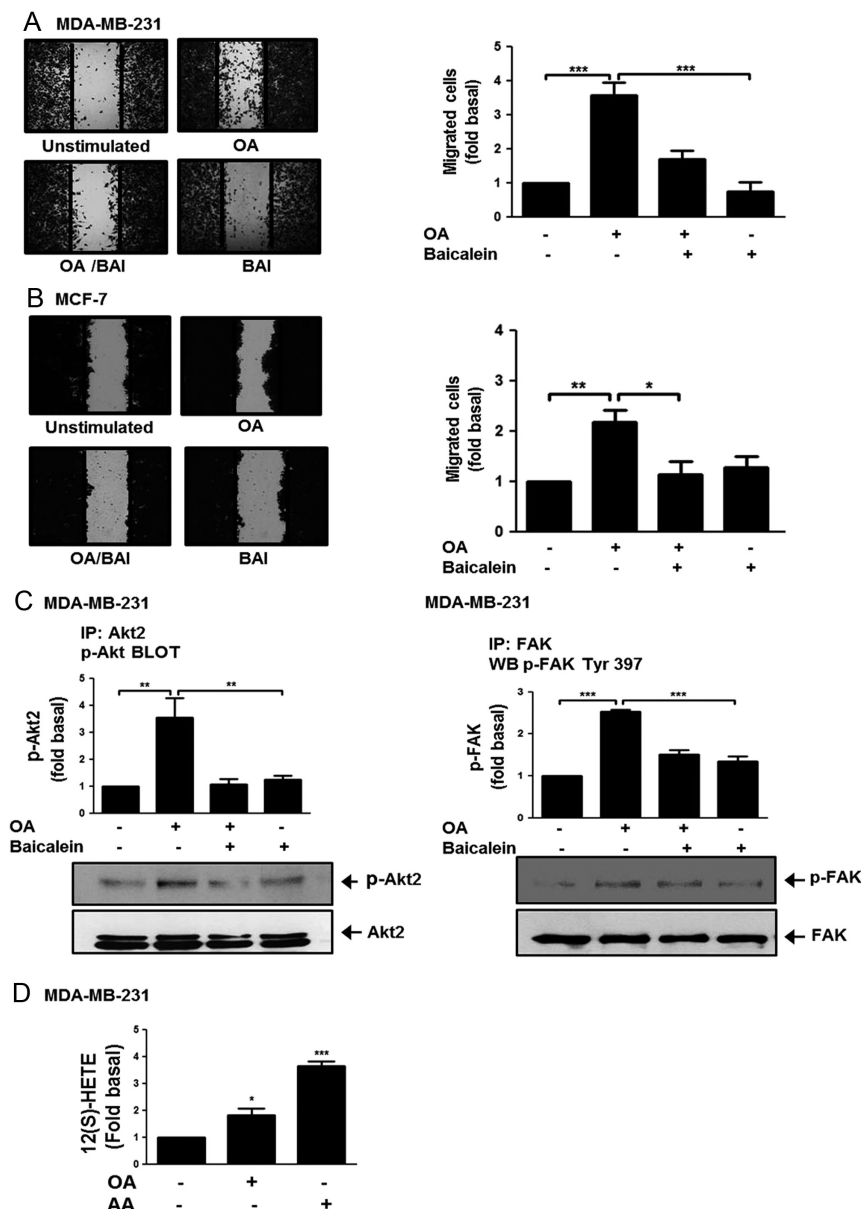 A MDA-MB-231
Unstimulated OA
OA /BAI BAI
Migrated cells
(fold basal)
5
4
3
2
1
0
*** ***
OA - + + -
Baicalein - - + +
B MCF-7
Unstimulated OA
OA/BAI BAI
Migrated cells
(fold basal)
4
3
2
1
0
** *
OA - + + -
Baicalein - - + +
C MDA-MB-231
IP: Akt2
p-Akt BLOT
p-Akt2
(fold basal)
5
4
3
2
1
0
** **
OA - + + -
Baicalein - - + +
p-Akt2
Akt2
MDA-MB-231
IP: FAK
WB p-FAK Tyr 397
p-FAK
(fold basal)
3
2
1
0
*** ***
OA - + + -
Baicalein - - + +
p-FAK
FAK
D MDA-MB-231
12(S)-HETE
(Fold basal)
5
4
3
2
1
0
* ***
OA - + -
AA - - +